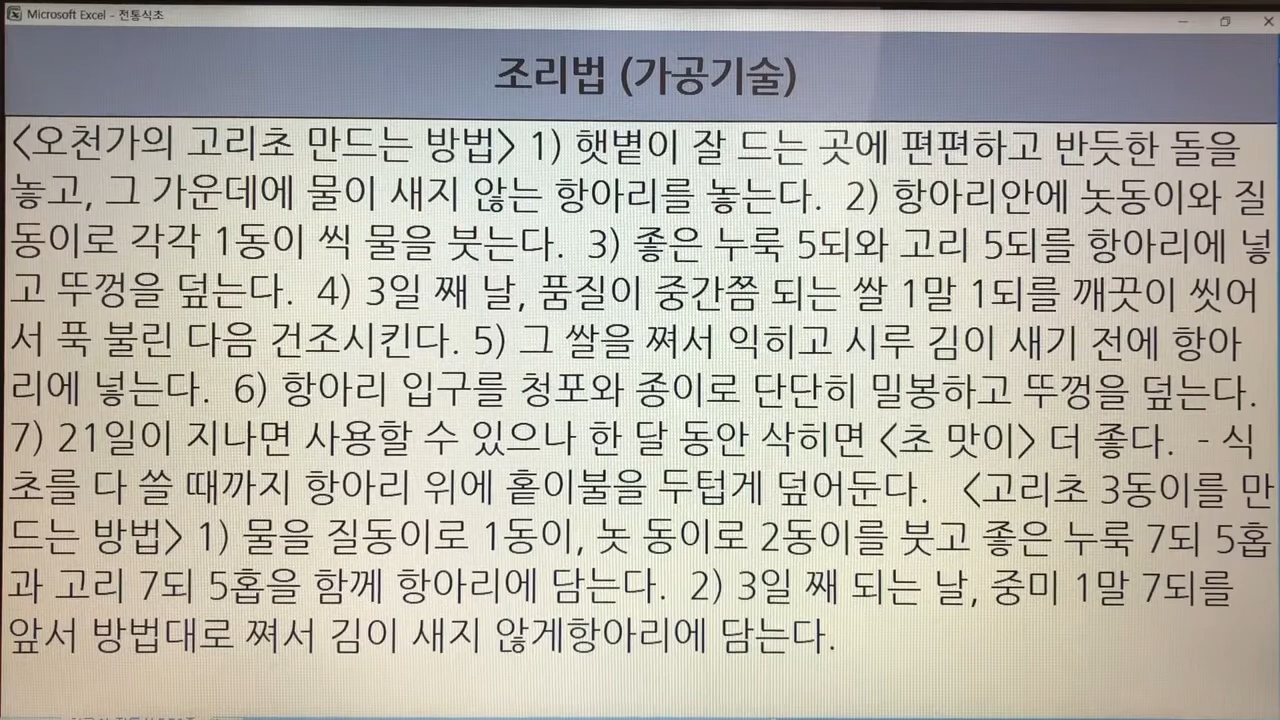 Microsoft Excel - 전통식초
조리법 (가공기술)
<오천가의 고리초 만드는 방법> 1) 햇볕이 잘 드는 곳에 편편하고 반듯한 돌을
놓고, 그 가운데에 물이 새지 않는 항아리를 놓는다. 2) 항아리안에 놋동이와 질
동이로 각각 1동이 씩 물을 붓는다. 3) 좋은 누룩 5되와 고리 5되를 항아리에 넣
고 뚜껑을 덮는다. 4) 3일 째 날, 품질이 중간쯤 되는 쌀 1말 1되를 깨끗이 씻어
서 푹 불린 다음 건조시킨다. 5) 그 쌀을 쪄서 익히고 시루 김이 새기 전에 항아
리에 넣는다. 6) 항아리 입구를 청포와 종이로 단단히 밀봉하고 뚜껑을 덮는다.
7) 21일이 지나면 사용할 수 있으나 한 달 동안 삭히면 <초 맛이> 더 좋다. - 식
초를 다 쓸 때까지 항아리 위에 홑이불을 두텁게 덮어둔다. <고리초 3동이를 만
드는 방법> 1) 물을 질동이로 1동이, 놋 동이로 2동이를 붓고 좋은 누룩 7되 5홉
과 고리 7되 5홉을 함께 항아리에 담는다. 2) 3일 째 되는 날, 중미 1말 7되를
앞서 방법대로 쪄서 김이 새지 않게항아리에 담는다.